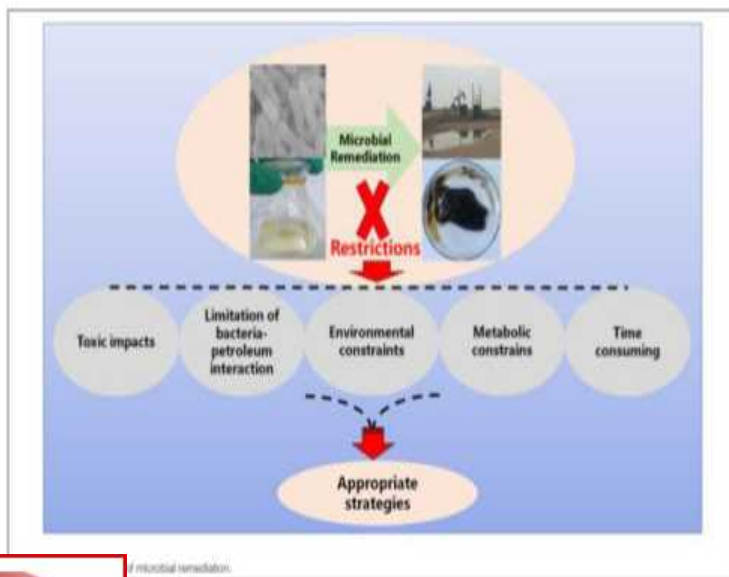 Microbial
Remediation
X
Restrictions
Toxic impacts
Limitation of
bacteria-
petroleum
interaction
Environmental
constraints
Metabolic
constrains
Time
consuming
Appropriate
strategies
of microbial remediation.